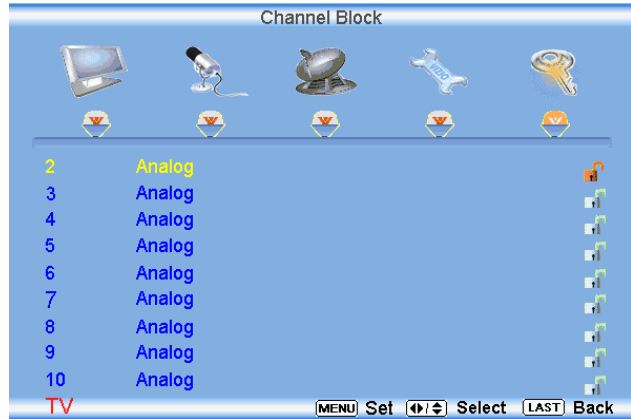 Channel Block
VIZIO
2 Analog
3 Analog
4 Analog
5 Analog
6 Analog
7 Analog
8 Analog
9 Analog
10 Analog
TV MENU Set Select LAST Back